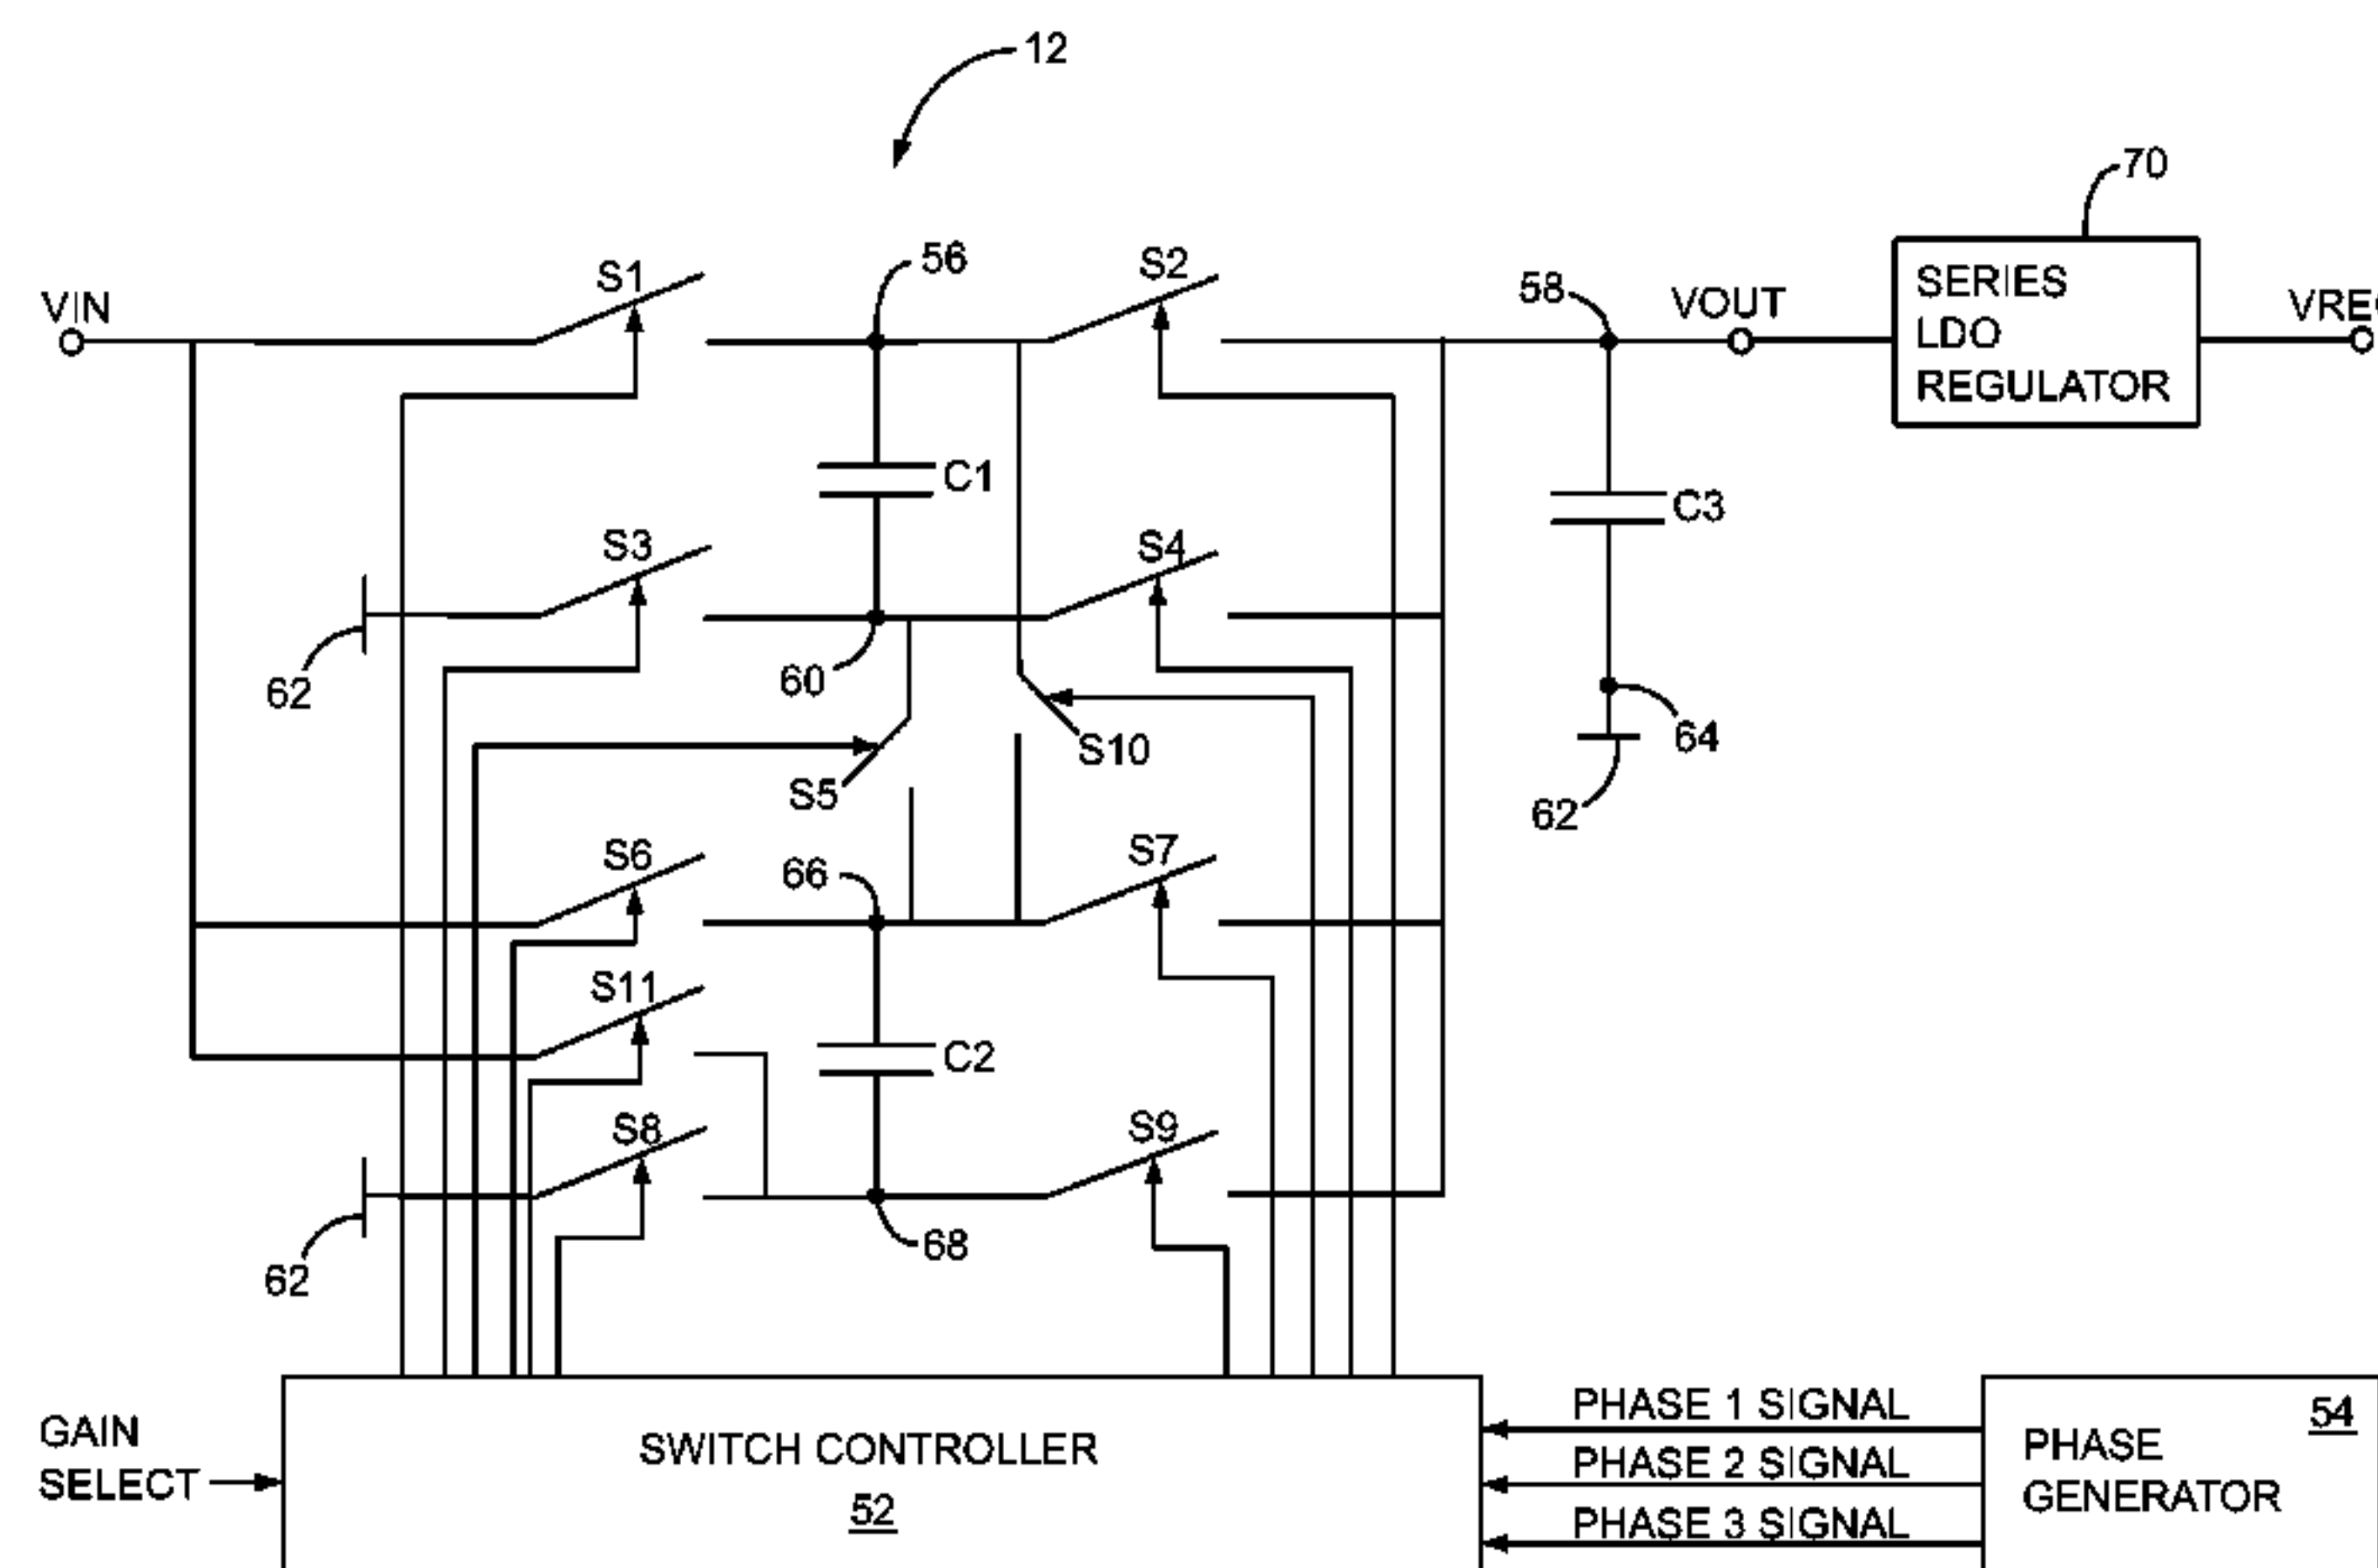 12
70
56
S1
S2
58
VIN
VOUT
SERIES
LDO
REGULATOR
C1
C3
S3
S4
60
62
64
S10
S5
62
S6
66
S7
S11
C2
S8
S9
68
62
GAIN
SELECT
SWITCH CONTROLLER
52
PHASE 1 SIGNAL
PHASE 2 SIGNAL
PHASE 3 SIGNAL
54
PHASE
GENERATOR